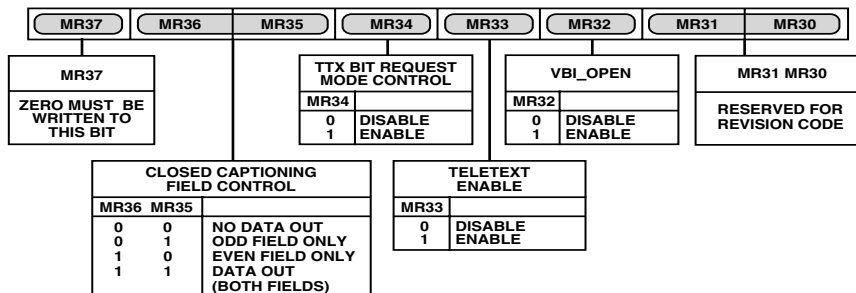 MR37 MR36 MR35 MR34 MR33 MR32 MR31 MR30
MR37
ZERO MUST BE
WRITTEN TO
THIS BIT
TTX BIT REQUEST
MODE CONTROL
MR34
0 DISABLE
1 ENABLE
VBI_OPEN
MR32
0 DISABLE
1 ENABLE
MR31 MR30
RESERVED FOR
REVISION CODE
CLOSED CAPTIONING
FIELD CONTROL
MR36 MR35
0 0 NO DATA OUT
0 1 ODD FIELD ONLY
1 0 EVEN FIELD ONLY
1 1 DATA OUT
(BOTH FIELDS)
TELETEXT
ENABLE
MR33
0 DISABLE
1 ENABLE